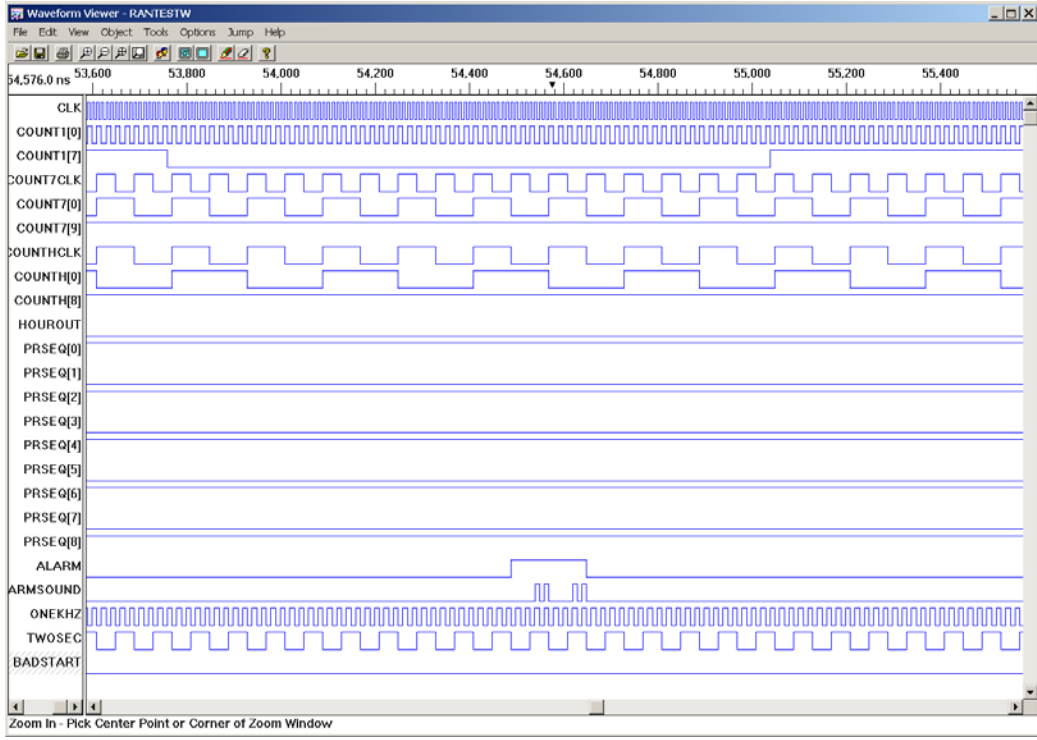 Waveform Viewer - RANTESTW
File Edit View Object Tools Options Jump Help
54,576.0 ns 53,600 53,800 54,000 54,200 54,400 54,600 54,800 55,000 55,200 55,400
CLK
COUNT1[0]
COUNT1[7]
COUNT7CLK
COUNT7[0]
COUNT7[9]
COUNTHCLK
COUNTH[0]
COUNTH[8]
HOUROUT
PRSEQ[0]
PRSEQ[1]
PRSEQ[2]
PRSEQ[3]
PRSEQ[4]
PRSEQ[5]
PRSEQ[6]
PRSEQ[7]
PRSEQ[8]
ALARM
ARMSOUND
ONEKHZ
TWOSEC
BADSTART
Zoom In - Pick Center Point or Corner of Zoom Window